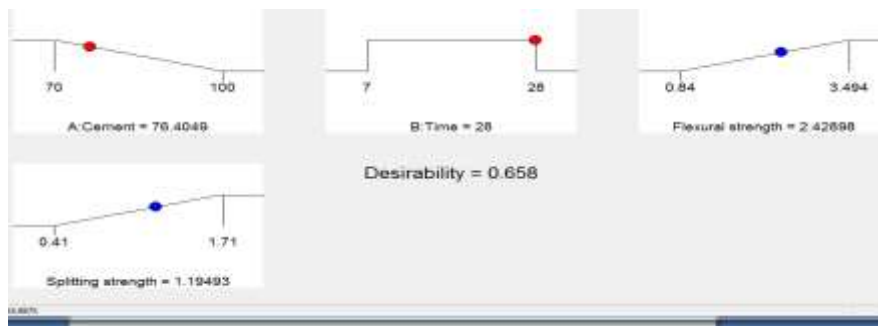 70 100
A:Cement = 76.4049
7 28
B:Time = 28
0.84 3.494
Flexural strength = 2.42898
Desirability = 0.658
0.41 1.71
Splitting strength = 1.19493